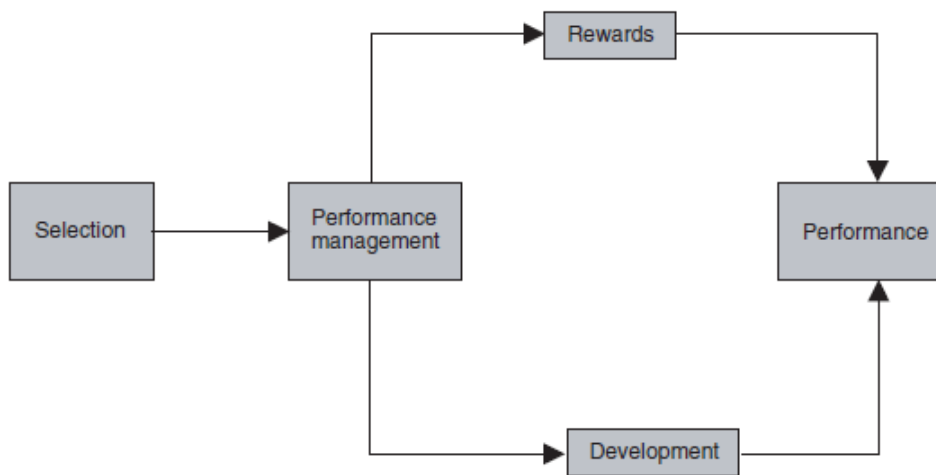 Rewards
Selection
Performance
management
Performance
Development